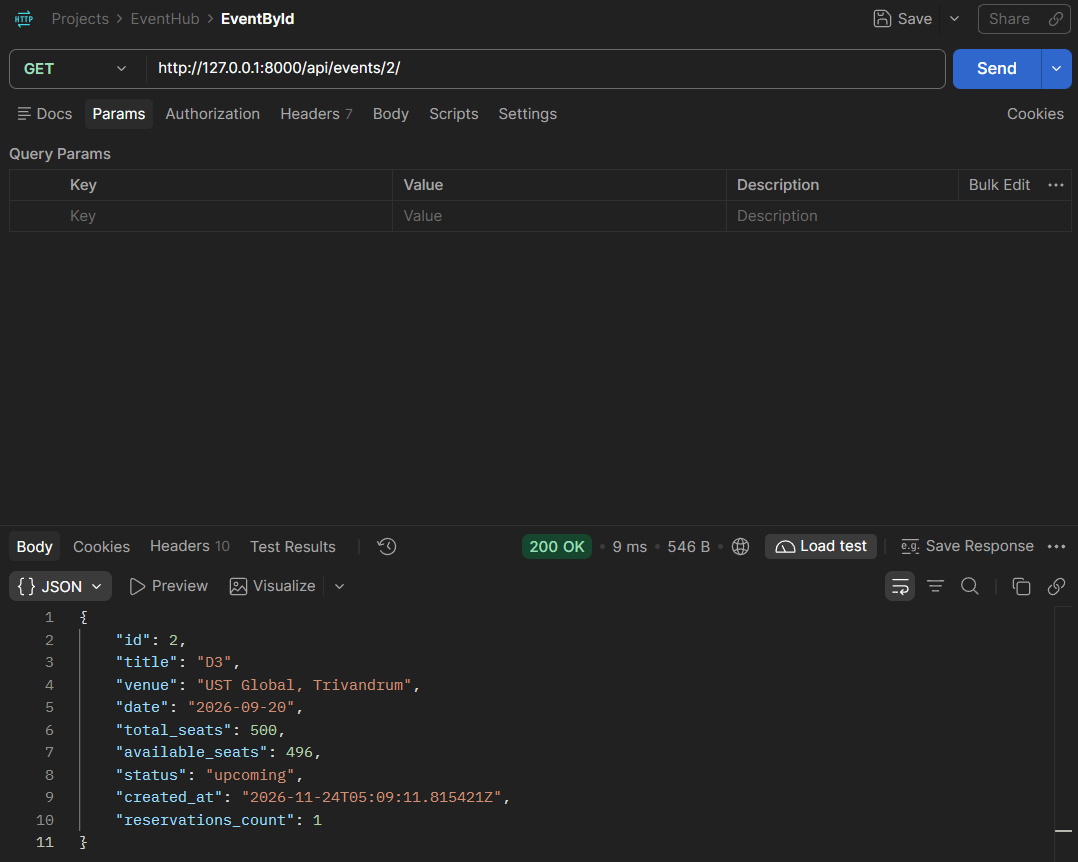 HTTP Projects > EventHub > EventById Save Share
GET http://127.0.0.1:8000/api/events/2/ Send
Docs Params Authorization Headers 7 Body Scripts Settings Cookies
Query Params
Key Value Description Bulk Edit
Key Value Description
Body Cookies Headers 10 Test Results 200 OK • 9 ms • 546 B • Load test e.g. Save Response
{} JSON Preview Visualize
1 {
2 "id": 2,
3 "title": "D3",
4 "venue": "UST Global, Trivandrum",
5 "date": "2026-09-20",
6 "total_seats": 500,
7 "available_seats": 496,
8 "status": "upcoming",
9 "created_at": "2026-11-24T05:09:11.815421Z",
10 "reservations_count": 1
11 }